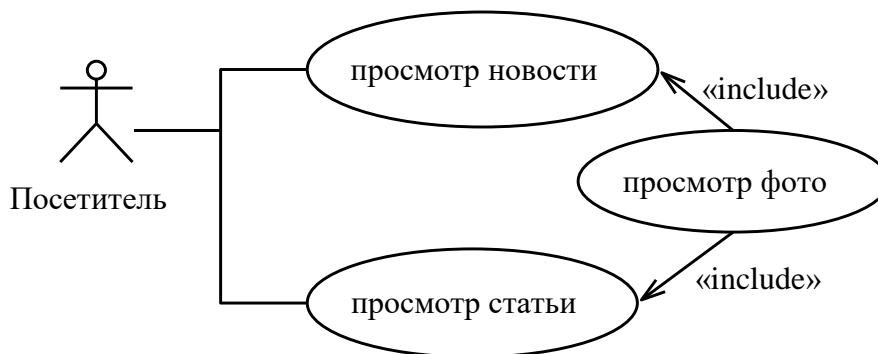 просмотр новости
«include»
просмотр фото
Посетитель
«include»
просмотр статьи